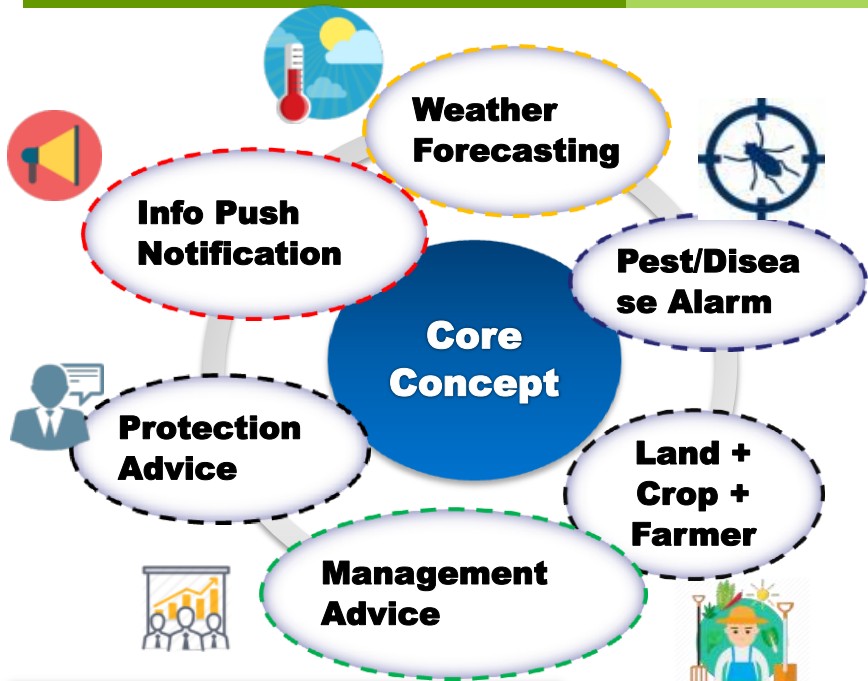 Weather
Forecasting
Info Push
Notification
Pest/Disea
se Alarm
Core
Concept
Protection
Advice
Land +
Crop +
Farmer
Management
Advice